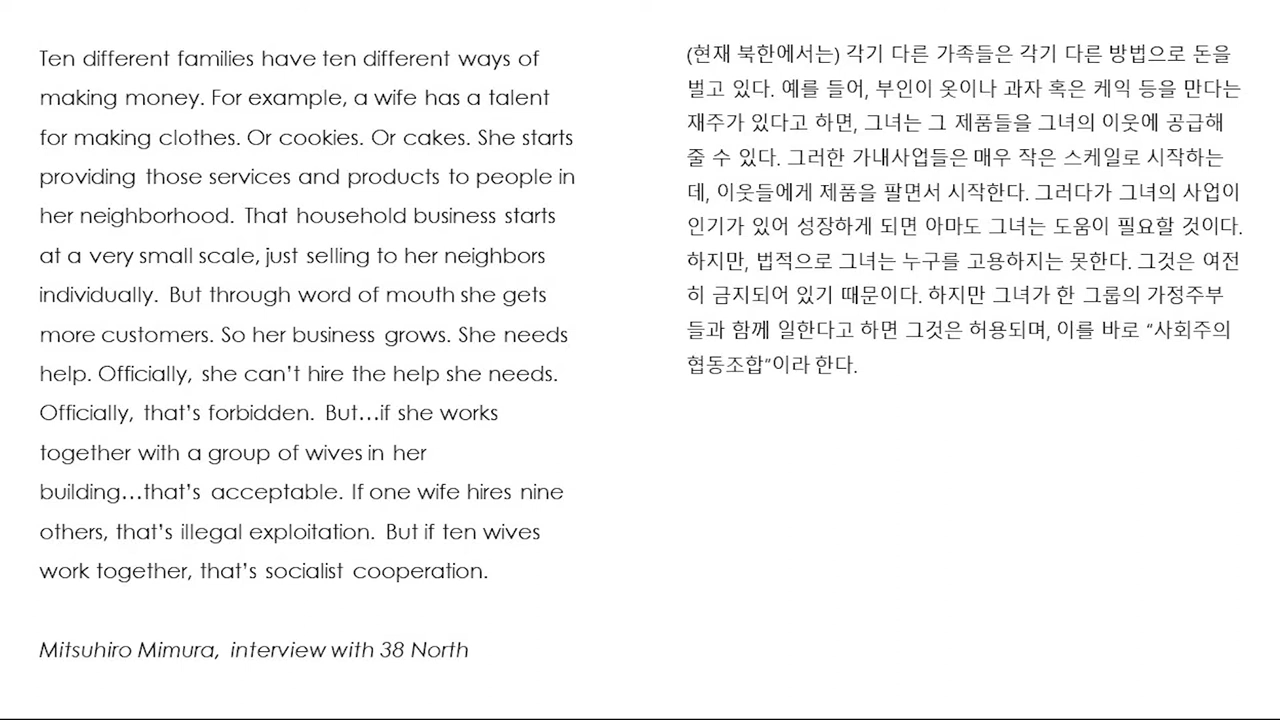 Ten different families have ten different ways of
making money. For example, a wife has a talent
for making clothes. Or cookies. Or cakes. She starts
providing those services and products to people in
her neighborhood. That household business starts
at a very small scale, just selling to her neighbors
individually. But through word of mouth she gets
more customers. So her business grows. She needs
help. Officially, she can't hire the help she needs.
Officially, that's forbidden. But...if she works
together with a group of wives in her
building...that's acceptable. If one wife hires nine
others, that's illegal exploitation. But if ten wives
work together, that's socialist cooperation.
Mitsuhiro Mimura, interview with 38 North
(현재 북한에서는) 각기 다른 가족들은 각기 다른 방법으로 돈을
벌고 있다. 예를 들어, 부인이 옷이나 과자 혹은 케익 등을 만다는
재주가 있다고 하면, 그녀는 그 제품들을 그녀의 이웃에 공급해
줄 수 있다. 그러한 가내사업들은 매우 작은 스케일로 시작하는
데, 이웃들에게 제품을 팔면서 시작한다. 그러다가 그녀의 사업이
인기가 있어 성장하게 되면 아마도 그녀는 도움이 필요할 것이다.
하지만, 법적으로 그녀는 누구를 고용하지는 못한다. 그것은 여전
히 금지되어 있기 때문이다. 하지만 그녀가 한 그룹의 가정주부
들과 함께 일한다고 하면 그것은 허용되며, 이를 바로 “사회주의
협동조합”이라 한다.